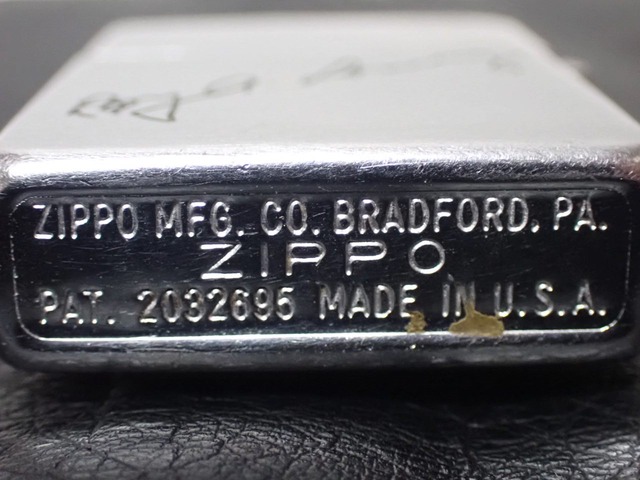 ZIPPO MFG. CO. BRADFORD. PA.
ZIPPO
PAT. 2032695 MADE IN U.S.A.